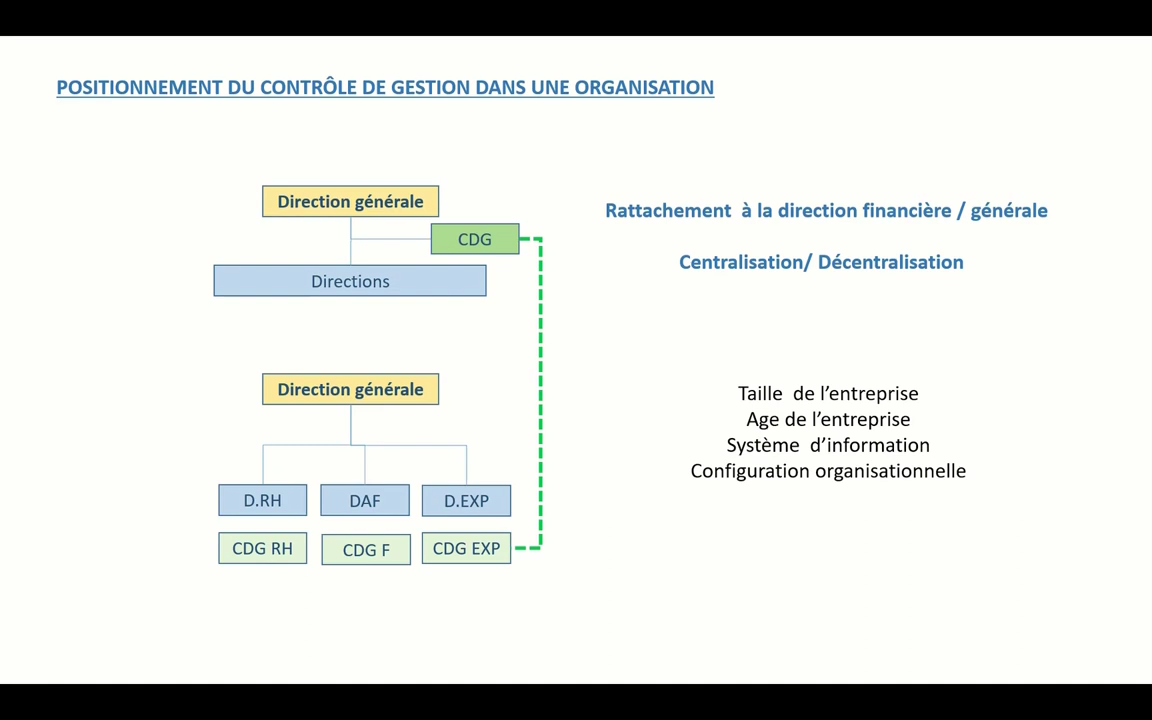 POSITIONNEMENT DU CONTRÔLE DE GESTION DANS UNE ORGANISATION
Direction générale
CDG
Directions
Rattachement à la direction financière / générale
Centralisation/ Décentralisation
Direction générale
D.RH
DAF
D.EXP
CDG RH
CDG F
CDG EXP
Taille de l’entreprise
Age de l’entreprise
Système d’information
Configuration organisationnelle